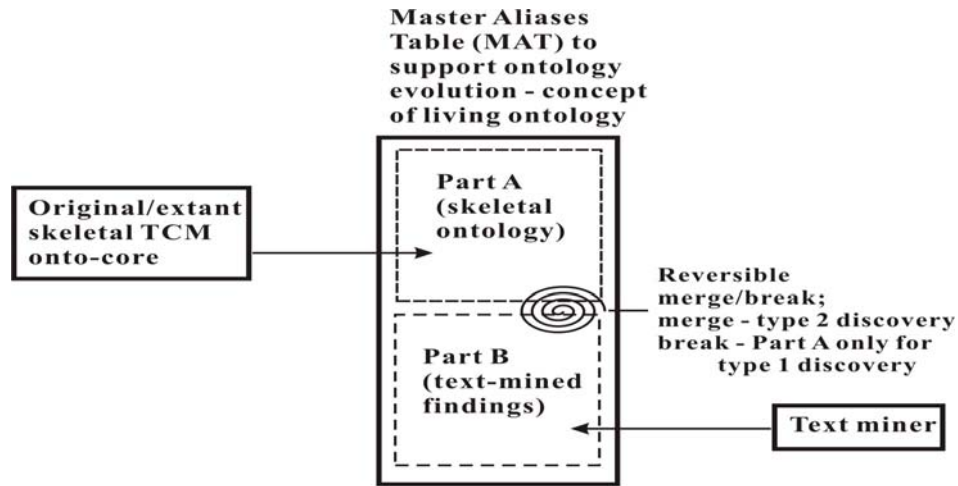 Master Aliases
Table (MAT) to
support ontology
evolution - concept
of living ontology
Part A
(skeletal
ontology)
Original/extant
skeletal TCM
onto-core
Reversible
merge/break;
merge - type 2 discovery
break - Part A only for
type 1 discovery
Part B
(text-mined
findings)
Text miner